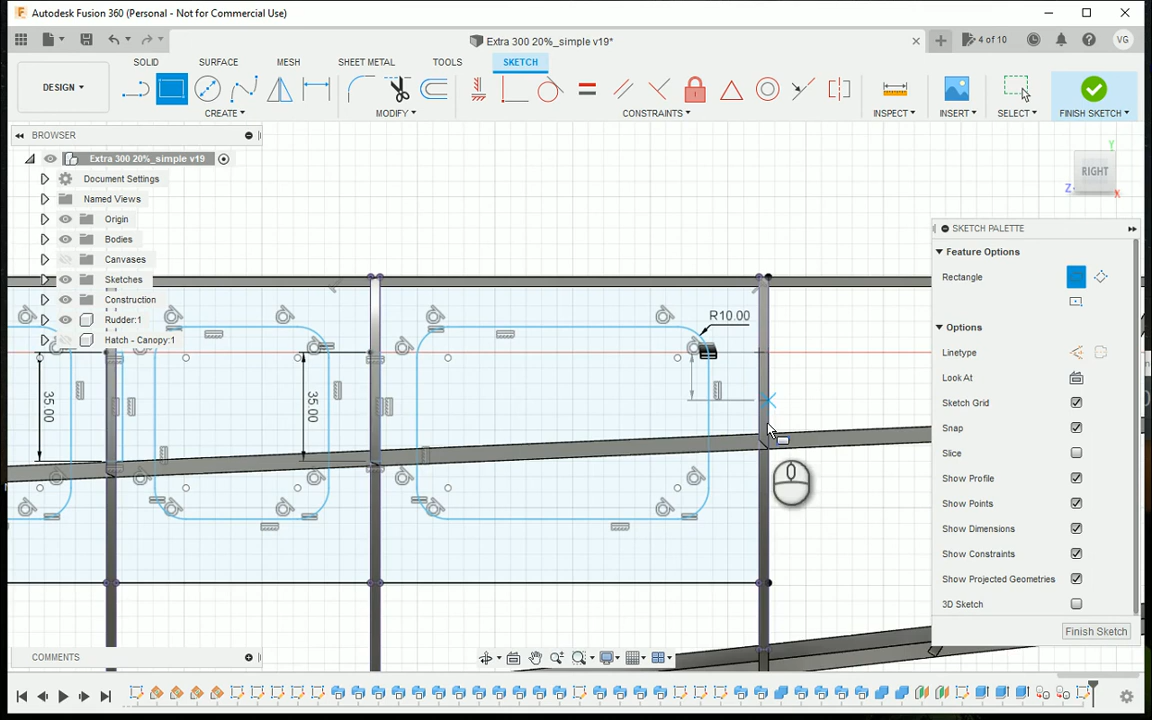 Autodesk Fusion 360 (Personal - Not for Commercial Use)
Extra 300 20%_simple v19*
4 of 10
VG
SOLID
SURFACE
MESH
SHEET METAL
TOOLS
SKETCH
DESIGN
CREATE
MODIFY
CONSTRAINTS
INSPECT
INSERT
SELECT
FINISH SKETCH
BROWSER
Extra 300 20%_simple v19
Document Settings
Named Views
Origin
Bodies
Canvases
Sketches
Construction
Rudder:1
Hatch - Canopy:1
Y
RIGHT
Z
X
R10.00
35.00
35.00
SKETCH PALETTE
Feature Options
Rectangle
Options
Linetype
Look At
Sketch Grid
Snap
Slice
Show Profile
Show Points
Show Dimensions
Show Constraints
Show Projected Geometries
3D Sketch
Finish Sketch
COMMENTS